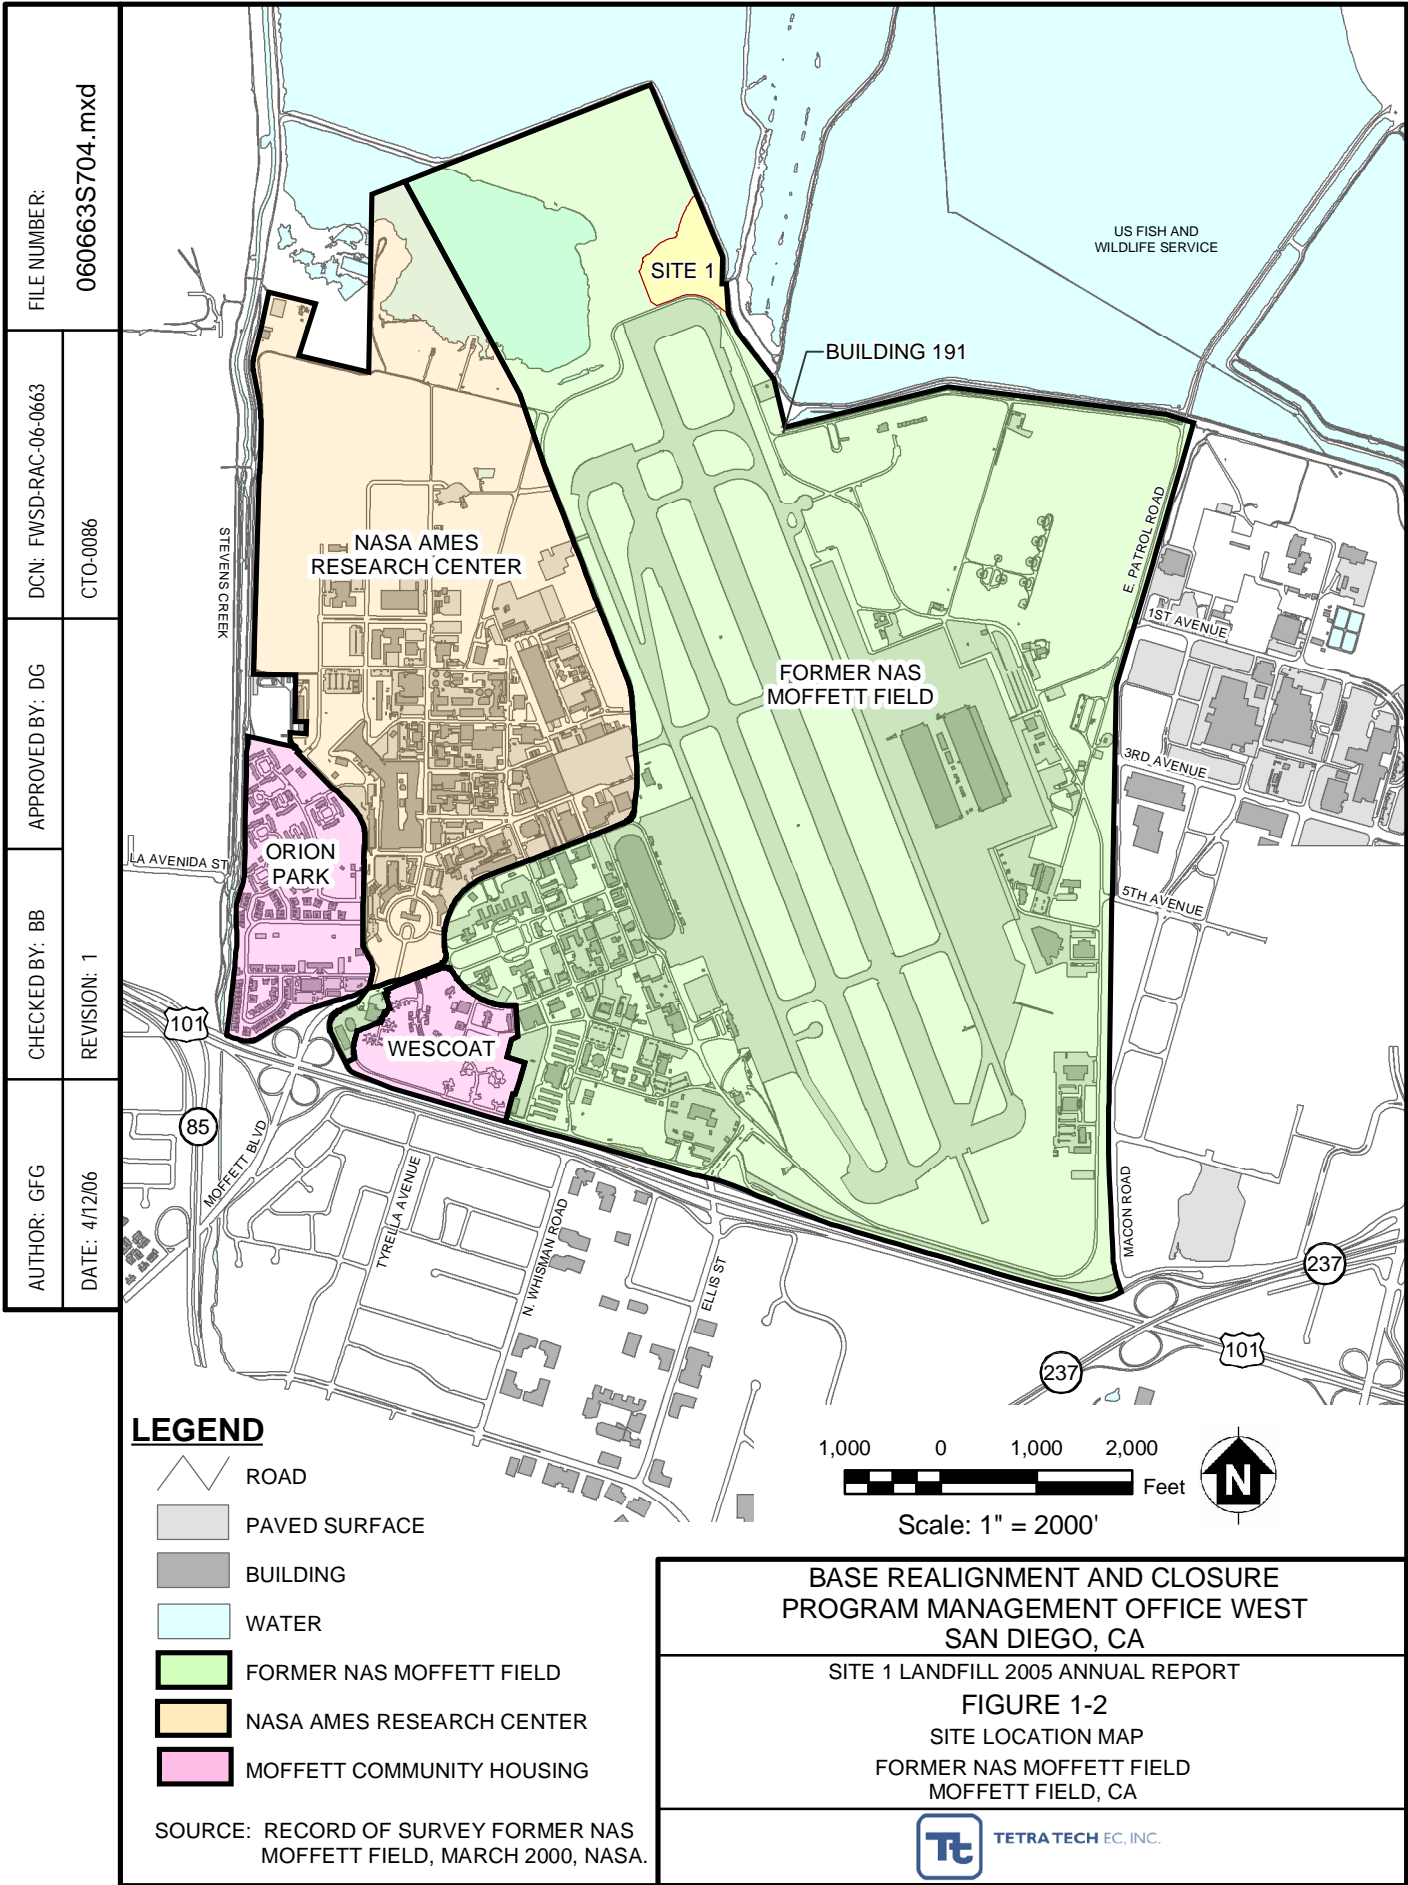 FILE NUMBER:
060663S704.mxd
DCN: FWSD-RAC-06-0663
CTO-0086
APPROVED BY: DG
CHECKED BY: BB
REVISION: 1
AUTHOR: GFG
DATE: 4/12/06
US FISH AND
WILDLIFE SERVICE
SITE 1
BUILDING 191
STEVENS CREEK
NASA AMES
RESEARCH CENTER
E. PATROL ROAD
1ST AVENUE
FORMER NAS
MOFFETT FIELD
3RD AVENUE
ORION
PARK
LA AVENIDA ST
5TH AVENUE
101
WESCOAT
85
MOFFETT BLVD
TYRELLA AVENUE
N. WHISMAN ROAD
ELLIS ST
MACON ROAD
237
101
237
LEGEND
ROAD
PAVED SURFACE
BUILDING
WATER
FORMER NAS MOFFETT FIELD
NASA AMES RESEARCH CENTER
MOFFETT COMMUNITY HOUSING
SOURCE: RECORD OF SURVEY FORMER NAS
MOFFETT FIELD, MARCH 2000, NASA.
1,000 0 1,000 2,000
Feet
N
Scale: 1" = 2000'
BASE REALIGNMENT AND CLOSURE
PROGRAM MANAGEMENT OFFICE WEST
SAN DIEGO, CA
SITE 1 LANDFILL 2005 ANNUAL REPORT
FIGURE 1-2
SITE LOCATION MAP
FORMER NAS MOFFETT FIELD
MOFFETT FIELD, CA
Tt TETRA TECH EC, INC.